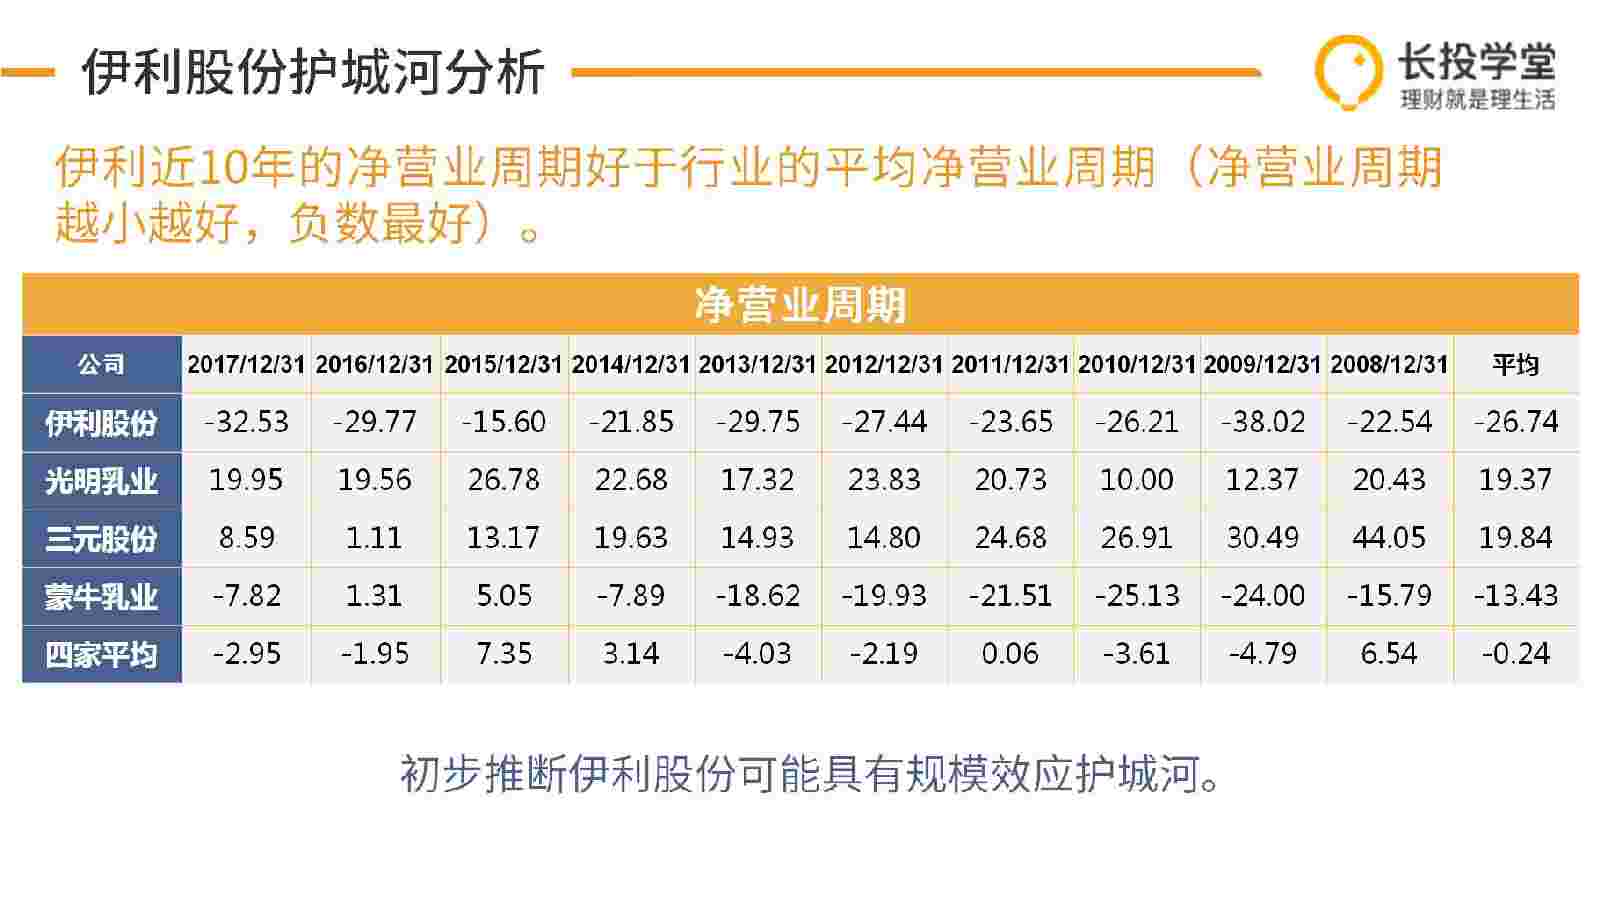 伊利股份护城河分析
长投学堂
理财就是理生活
伊利近10年的净营业周期好于行业的平均净营业周期（净营业周期
越小越好，负数最好）。
净营业周期
公司 2017/12/31 2016/12/31 2015/12/31 2014/12/31 2013/12/31 2012/12/31 2011/12/31 2010/12/31 2009/12/31 2008/12/31 平均
伊利股份 -32.53 -29.77 -15.60 -21.85 -29.75 -27.44 -23.65 -26.21 -38.02 -22.54 -26.74
光明乳业 19.95 19.56 26.78 22.68 17.32 23.83 20.73 10.00 12.37 20.43 19.37
三元股份 8.59 1.11 13.17 19.63 14.93 14.80 24.68 26.91 30.49 44.05 19.84
蒙牛乳业 -7.82 1.31 5.05 -7.89 -18.62 -19.93 -21.51 -25.13 -24.00 -15.79 -13.43
四家平均 -2.95 -1.95 7.35 3.14 -4.03 -2.19 0.06 -3.61 -4.79 6.54 -0.24
初步推断伊利股份可能具有规模效应护城河。